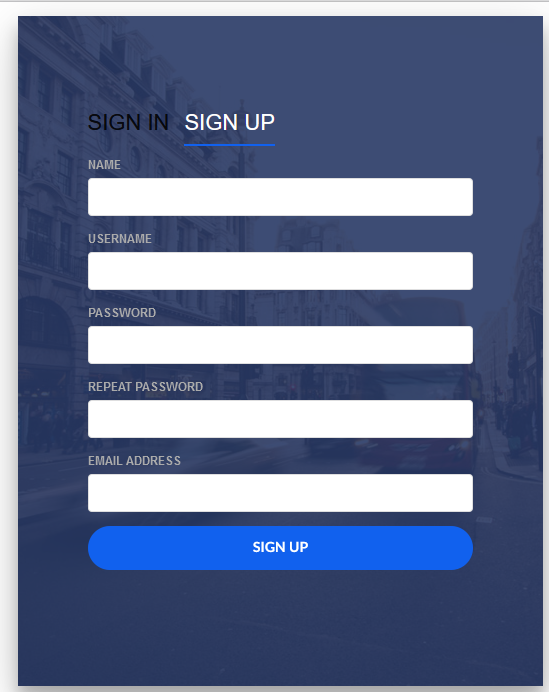 SIGN IN SIGN UP
NAME
USERNAME
PASSWORD
REPEAT PASSWORD
EMAIL ADDRESS
SIGN UP